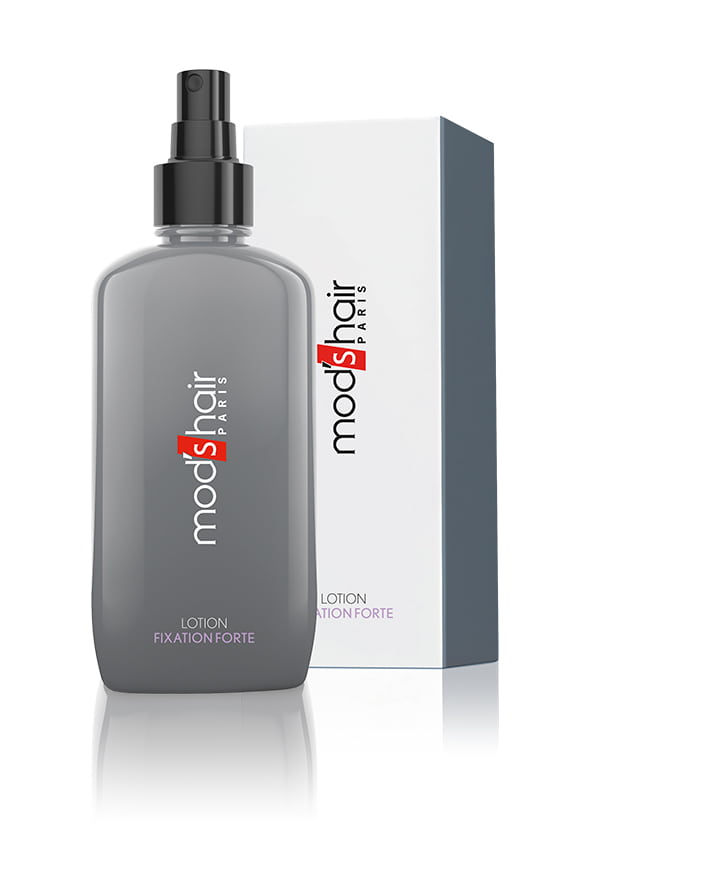 mod's hair
PARIS
LOTION
FIXATION FORTE
mod's hair
PARIS
LOTION
ATION FORTE